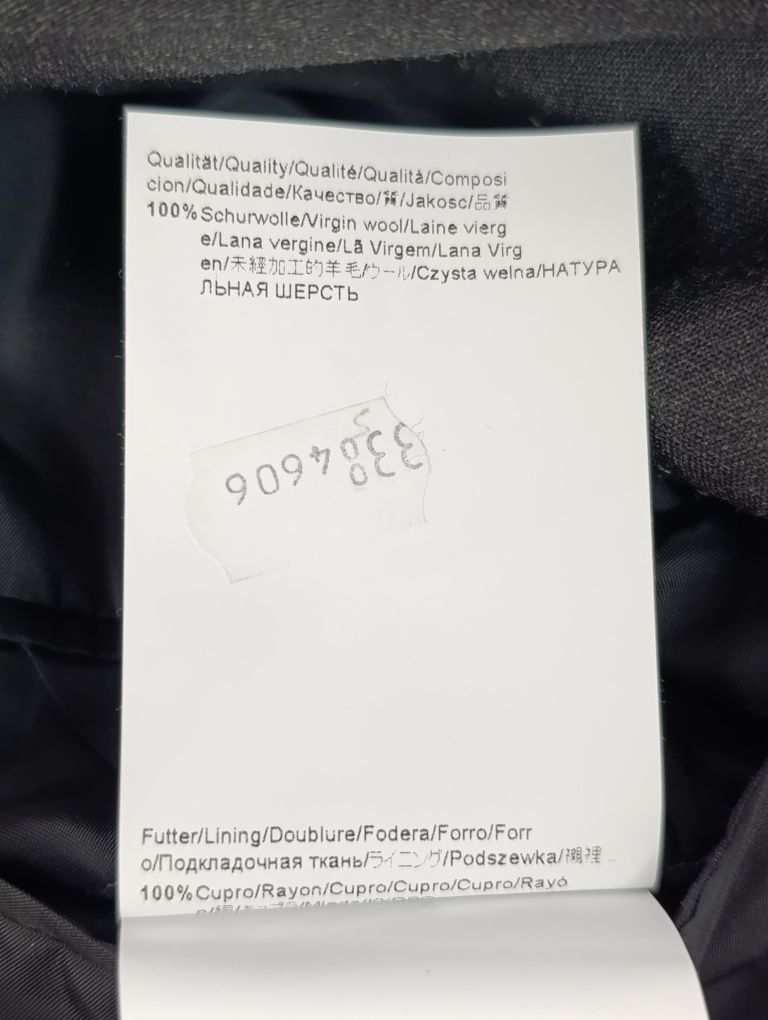 Qualität/Quality/Qualité/Qualità/Composi
cion/Qualidade/Качество/質/Jakosc/品質
100% Schurwolle/Virgin wool/Laine vierg
e/Lana vergine/Lã Virgem/Lana Virg
en/未經加工的羊毛/ウール/Czysta welna/НАТУРА
ЛЬНАЯ ШЕРСТЬ
3304606
Futter/Lining/Doublure/Fodera/Forro/Forr
o/Подкладочная ткань/ライニング/Podszewka/襯裡
100% Cupro/Rayon/Cupro/Cupro/Cupro/Rayó